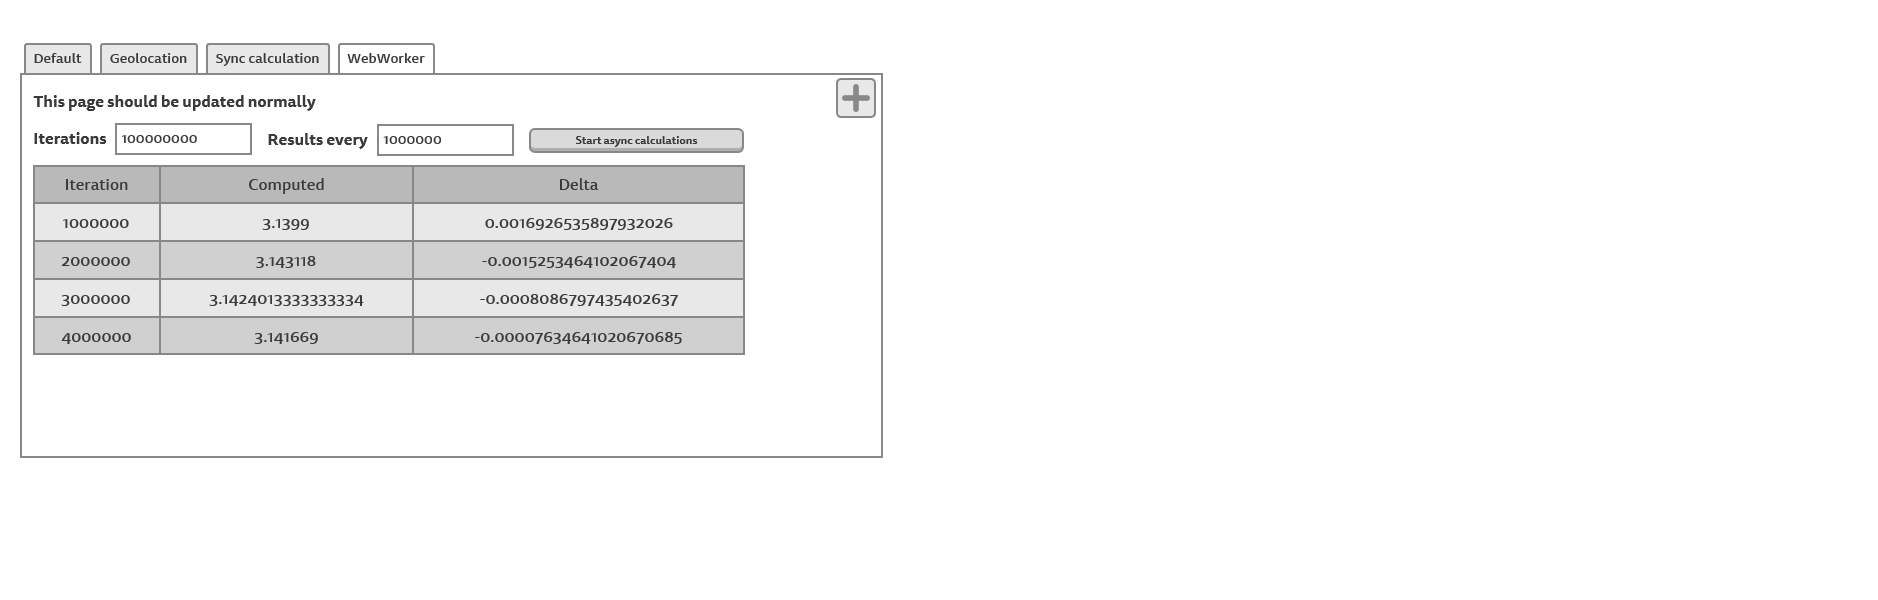 Default Geolocation Sync calculation WebWorker
This page should be updated normally
Iterations 100000000 Results every 1000000 Start async calculations
Iteration Computed Delta
1000000 3.1399 0.0016926535897932026
2000000 3.143118 -0.0015253464102067404
3000000 3.1424013333333334 -0.0008086797435402637
4000000 3.141669 -0.00007634641020670685